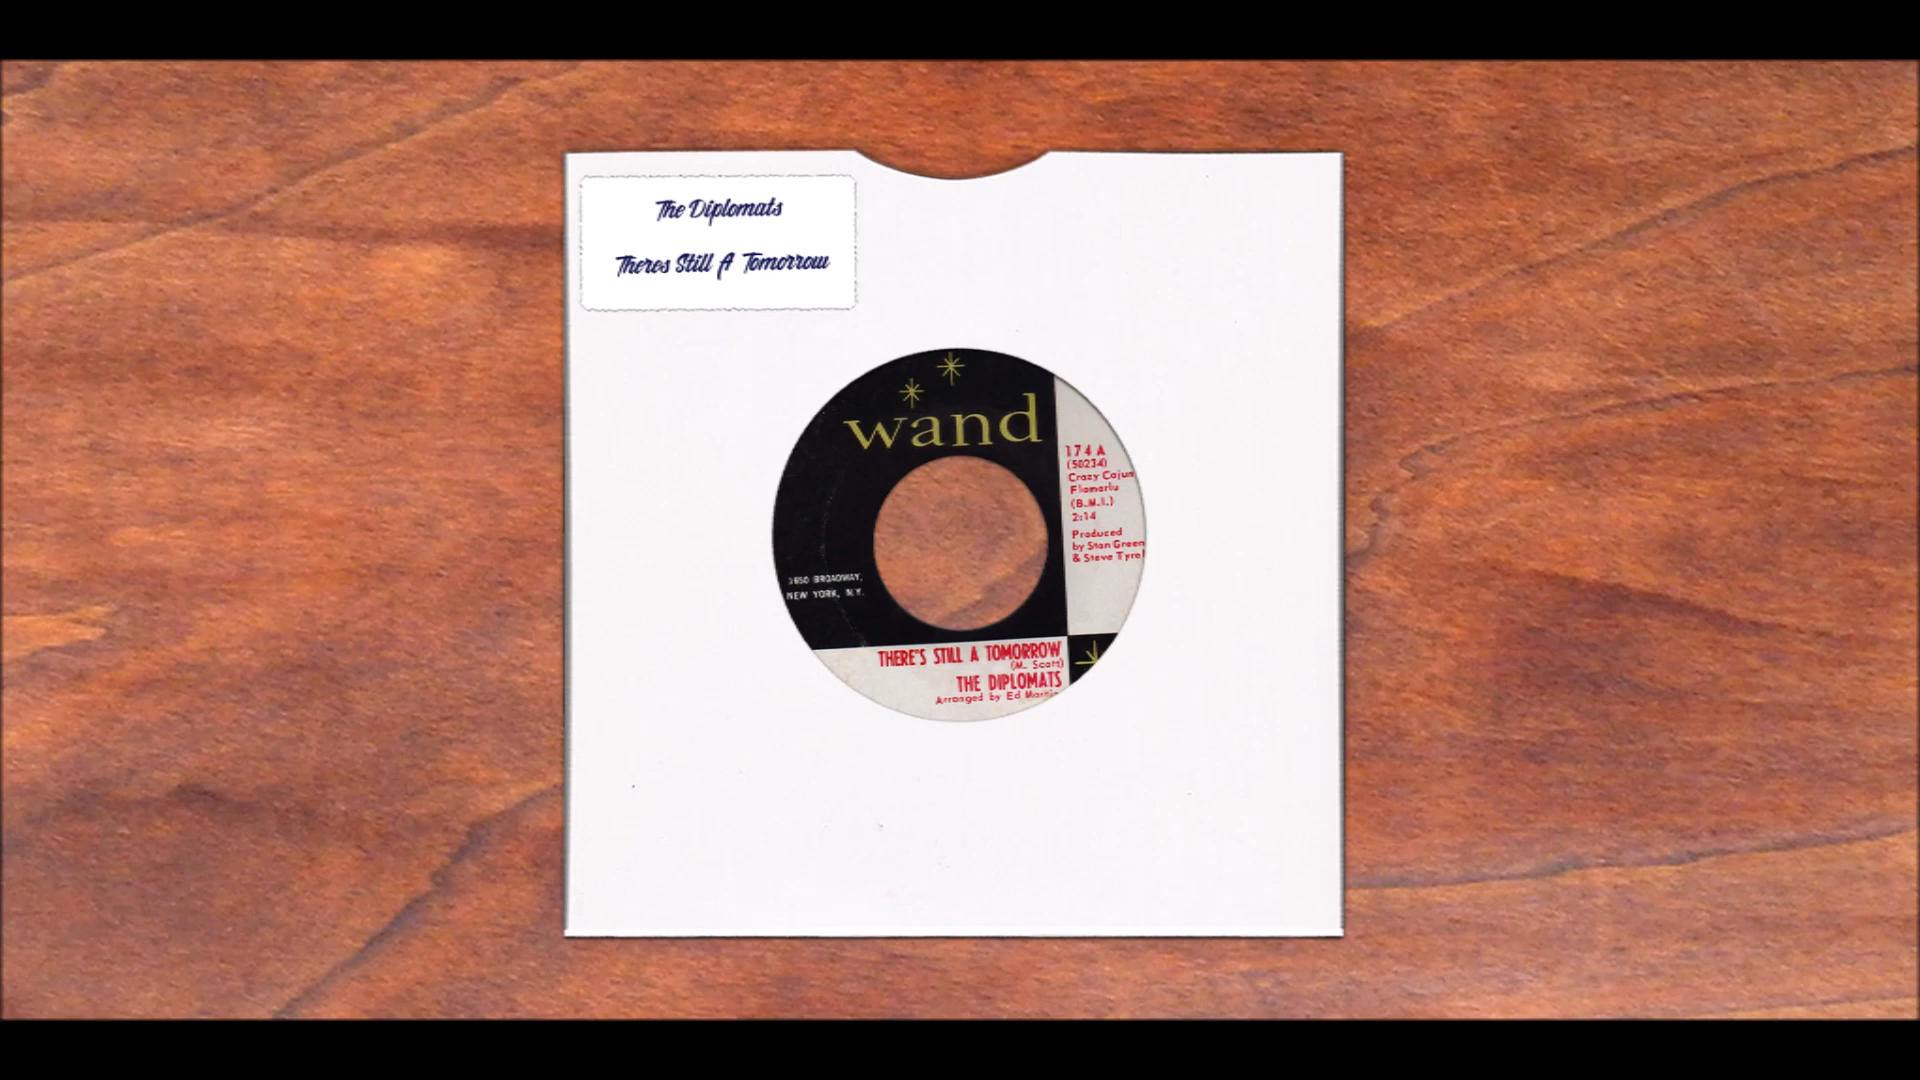 The Diplomats
Theres Still A Tomorrow
wand
174 A
(50234)
Crazy Cajun
Flomarlu
(B.M.I.)
2:14
Produced
by Stan Green
& Steve Tyrel
1650 BROADWAY,
NEW YORK, N.Y.
THERE'S STILL A TOMORROW
(M. Scott)
THE DIPLOMATS
Arranged by Ed